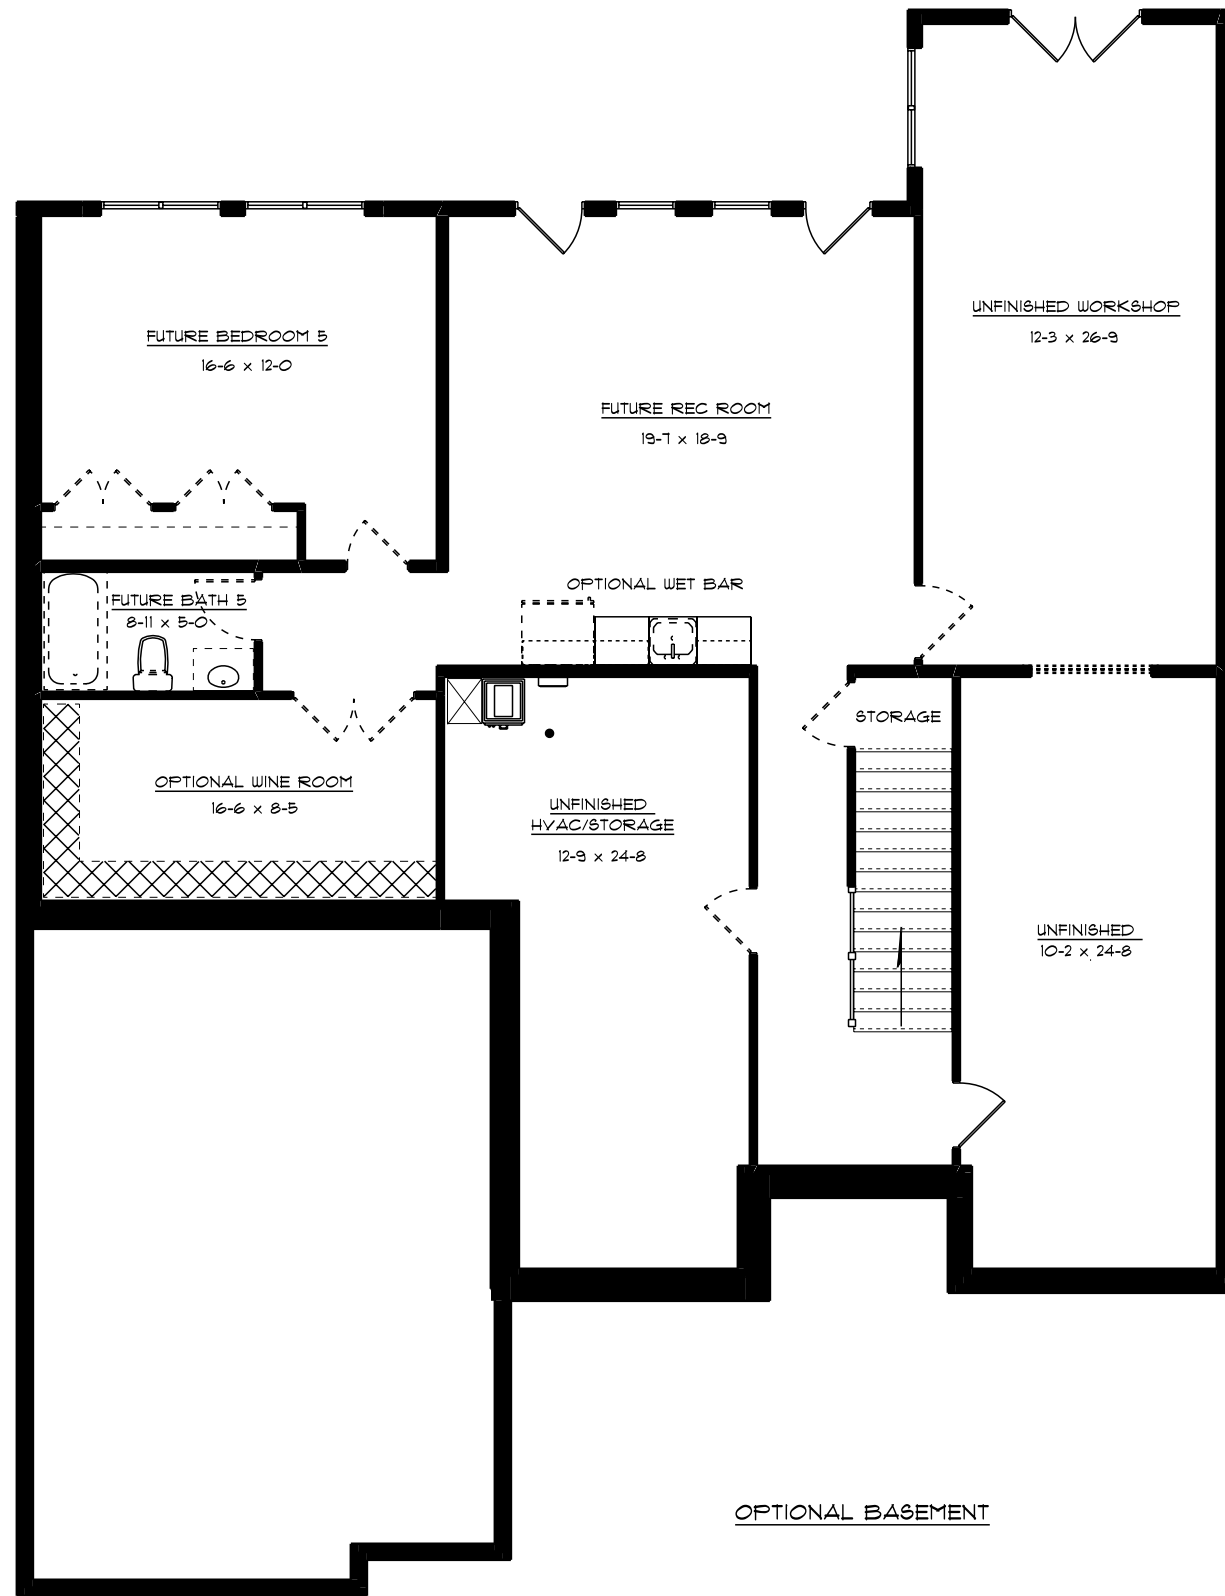 UNFINISHED WORKSHOP
12-3 x 26-9
FUTURE BEDROOM 5
16-6 x 12-0
FUTURE REC ROOM
19-7 x 18-9
OPTIONAL WET BAR
FUTURE BATH 5
8-11 x 5-0
STORAGE
OPTIONAL WINE ROOM
16-6 x 8-5
UNFINISHED
HVAC/STORAGE
12-9 x 24-8
UNFINISHED
10-2 x 24-8
OPTIONAL BASEMENT